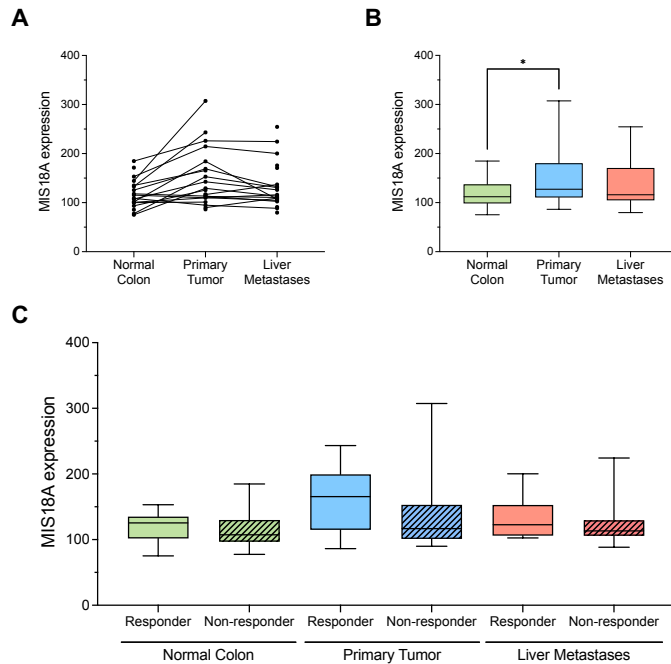 A
MIS18A expression
400
300
200
100
0
Normal Colon
Primary Tumor
Liver Metastases
B
MIS18A expression
400
300
200
100
0
*
Normal Colon
Primary Tumor
Liver Metastases
C
MIS18A expression
400
300
200
100
0
Responder Non-responder Responder Non-responder Responder Non-responder
Normal Colon Primary Tumor Liver Metastases